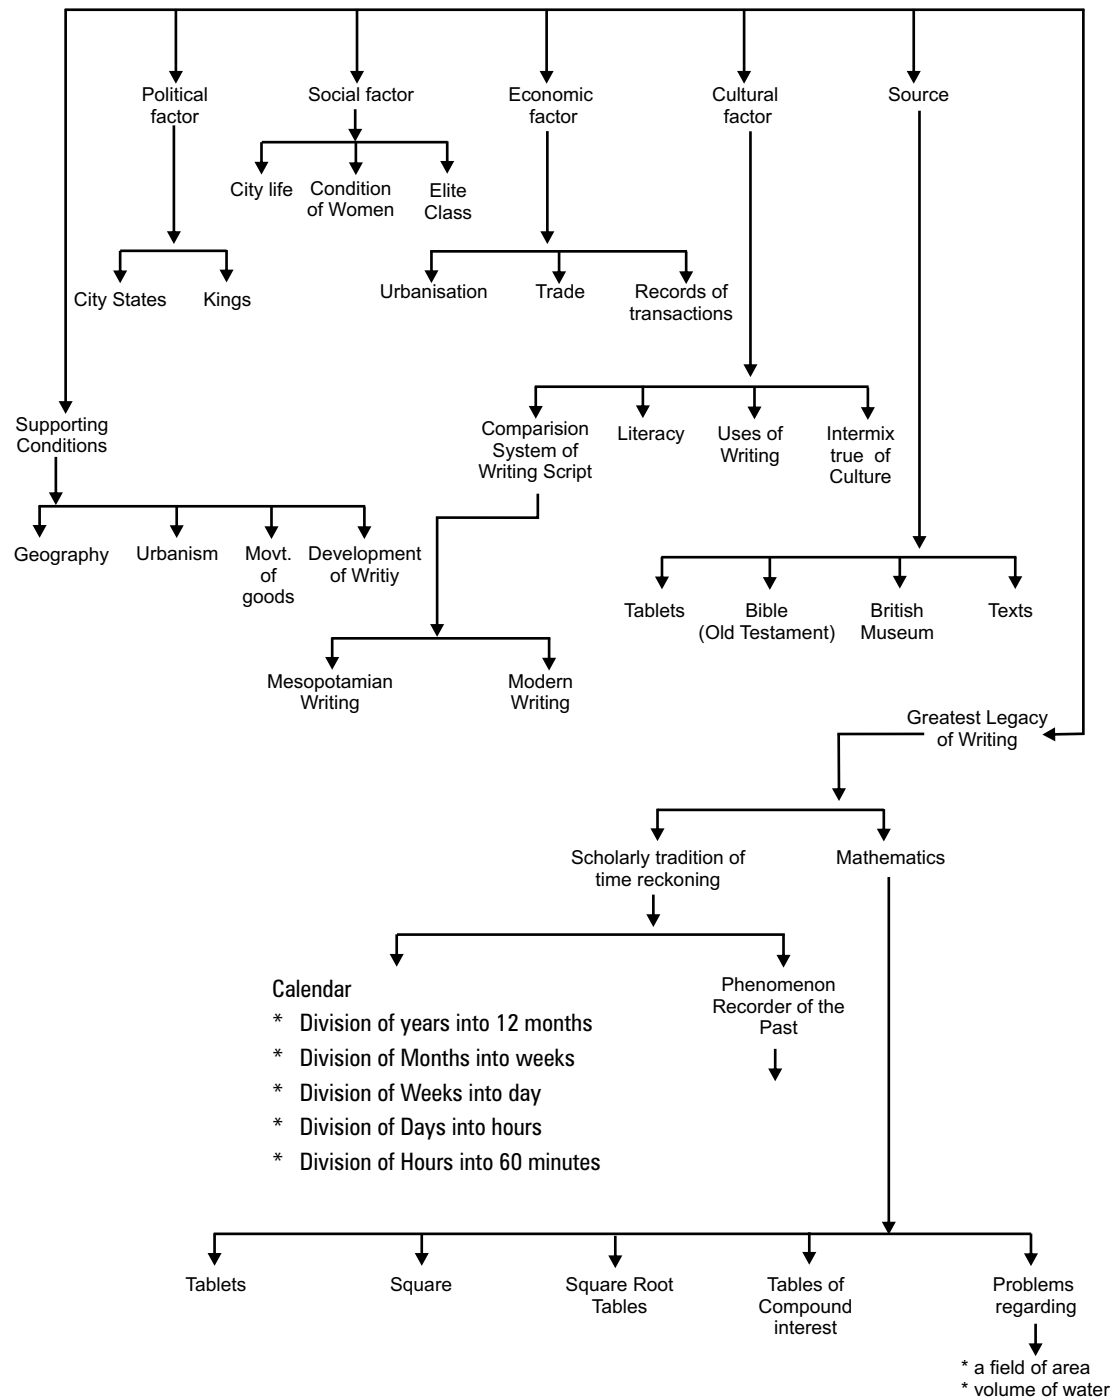 Political
factor
Social factor
Economic
factor
Cultural
factor
Source
City life
Condition
of Women
Elite
Class
City States
Kings
Urbanisation
Trade
Records of
transactions
Supporting
Conditions
Comparision
System of
Writing Script
Literacy
Uses of
Writing
Intermix
true of
Culture
Geography
Urbanism
Movt.
of
goods
Development
of Writiy
Tablets
Bible
(Old Testament)
British
Museum
Texts
Mesopotamian
Writing
Modern
Writing
Greatest Legacy
of Writing
Scholarly tradition of
time reckoning
Mathematics
Calendar
* Division of years into 12 months
* Division of Months into weeks
* Division of Weeks into day
* Division of Days into hours
* Division of Hours into 60 minutes
Phenomenon
Recorder of the
Past
Tablets
Square
Square Root
Tables
Tables of
Compound
interest
Problems
regarding
* a field of area
* volume of water